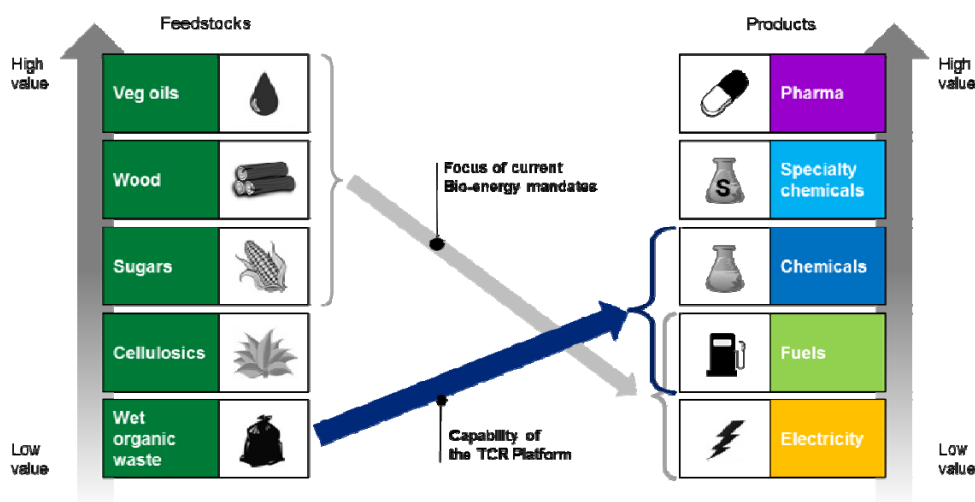 Feedstocks
Products
High
value
High
value
Veg oils
Pharma
Wood
Focus of current
Bio-energy mandates
S
Specialty
chemicals
Sugars
Chemicals
Cellulosics
Fuels
Wet
organic
waste
Capability of
the TCR Platform
Electricity
Low
value
Low
value